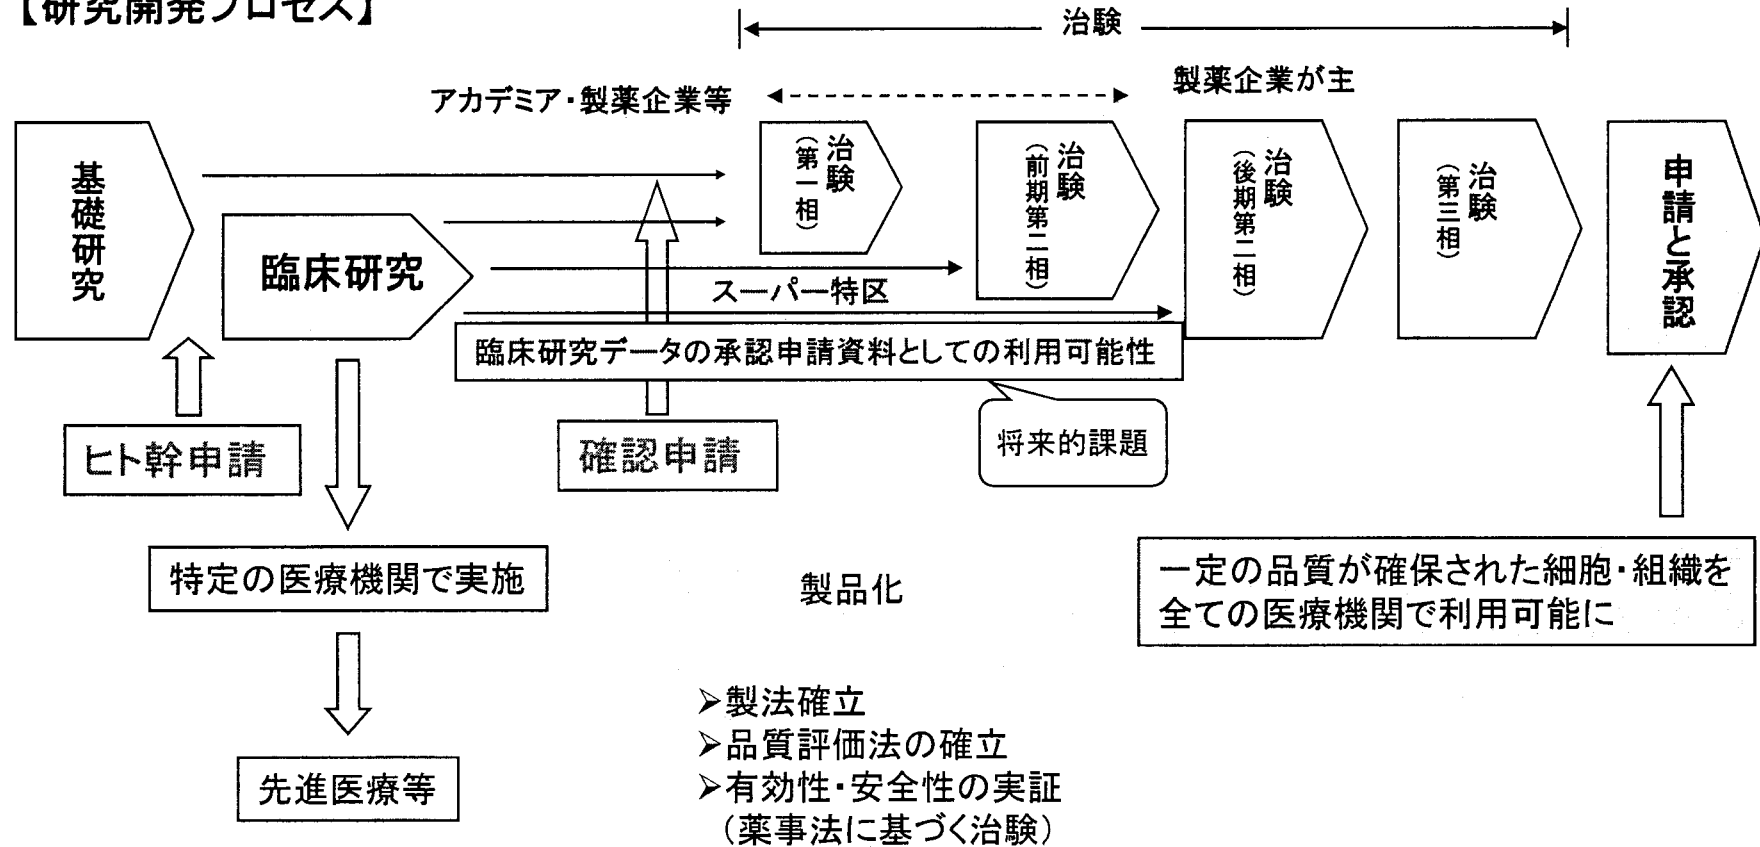 【研究開発プロセス】
治験
アカデミア・製薬企業等
製薬企業が主
基礎研究
臨床研究
治験
（第一相）
治験
（前期第二相）
治験
（後期第二相）
治験
（第三相）
申請と承認
スーパー特区
臨床研究データの承認申請資料としての利用可能性
将来的課題
ヒト幹申請
確認申請
特定の医療機関で実施
製品化
一定の品質が確保された細胞・組織を
全ての医療機関で利用可能に
先進医療等
➢製法確立
➢品質評価法の確立
➢有効性・安全性の実証
（薬事法に基づく治験）